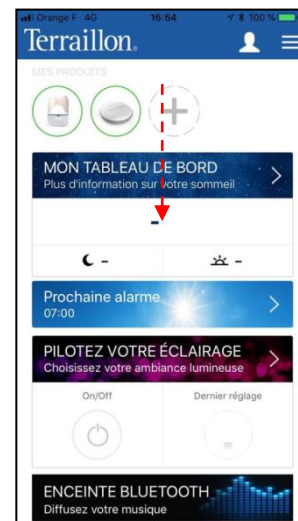 Orange F 4G 16:54 100 %
Terraillon.
MES PRODUITS
MON TABLEAU DE BORD
Plus d'information sur votre sommeil
-
- -
Prochaine alarme
07:00
PILOTEZ VOTRE ÉCLAIRAGE
Choisissez votre ambiance lumineuse
On/Off Dernier réglage
ENCEINTE BLUETOOTH
Diffusez votre musique